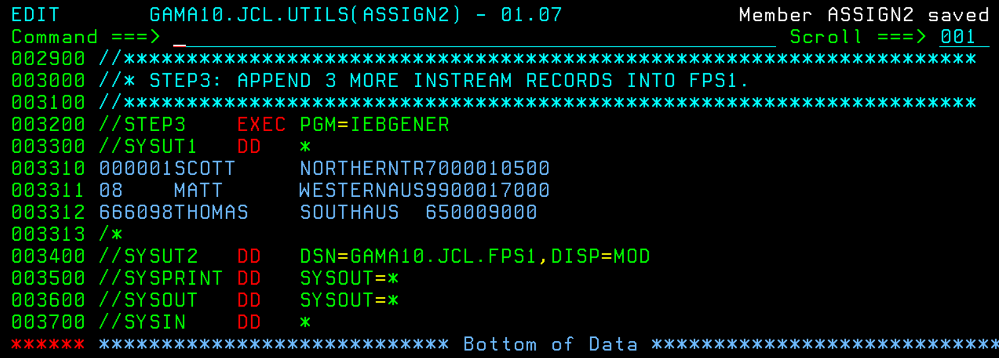 EDIT       GAMA10.JCL.UTILS(ASSIGN2) - 01.07              Member ASSIGN2 saved
Command ===>                                                  Scroll ===> 001
002900 //********************************************************************
003000 //* STEP3: APPEND 3 MORE INSTREAM RECORDS INTO FPS1.
003100 //********************************************************************
003200 //STEP3    EXEC PGM=IEBGENER
003300 //SYSUT1   DD   *
003310 000001SCOTT     NORTHERNTR7000010500
003311 08    MATT      WESTERNAUS9900017000
003312 666098THOMAS    SOUTHAUS  650009000
003313 /*
003400 //SYSUT2   DD   DSN=GAMA10.JCL.FPS1,DISP=MOD
003500 //SYSPRINT DD   SYSOUT=*
003600 //SYSOUT   DD   SYSOUT=*
003700 //SYSIN    DD   *
****** **************************** Bottom of Data ****************************